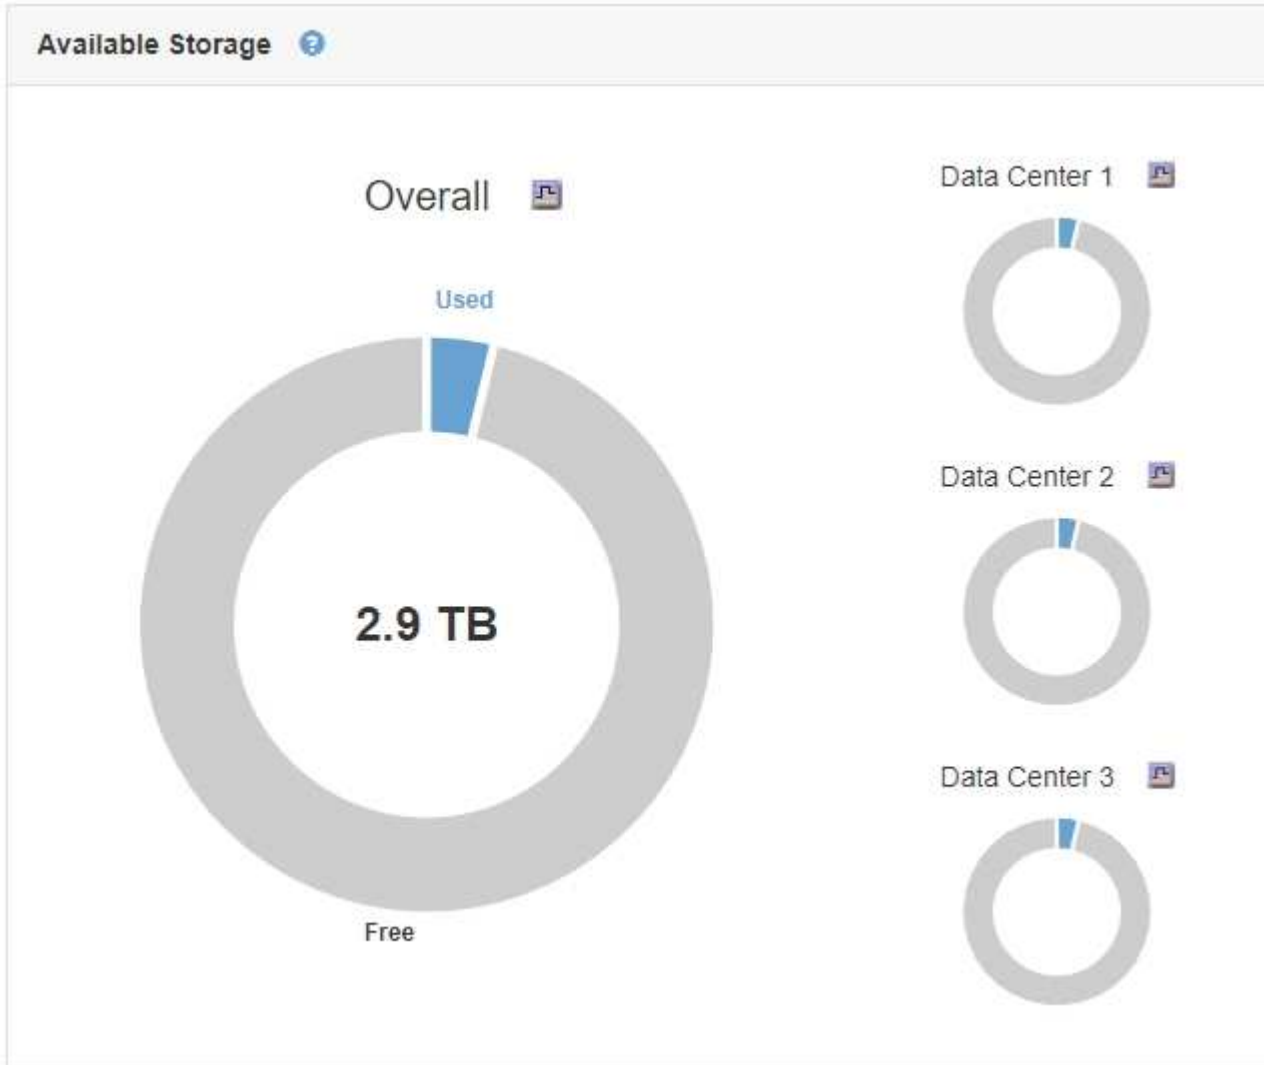 Available Storage ?
Overall
Used
2.9 TB
Free
Data Center 1
Data Center 2
Data Center 3